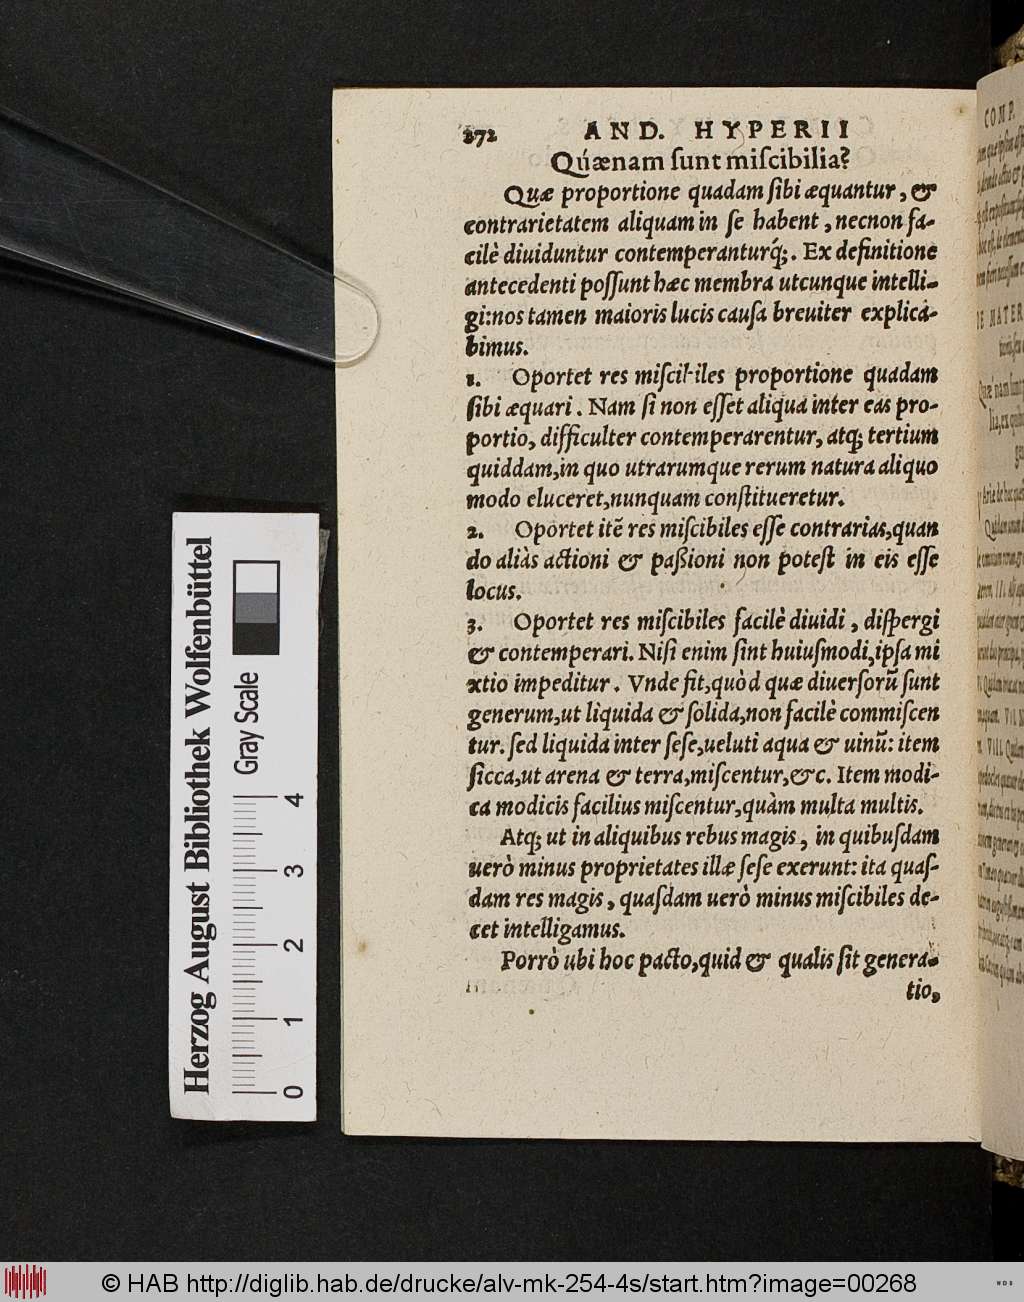 272 AND. HYPERII
Quænam ſunt miſcibilia?
Quæ proportione quadam ſibi æquantur, &
contrarietatem aliquam in ſe habent, necnon fa-
cilè diuiduntur contemperanturq́;. Ex definitione
antecedenti poſſunt hæc membra utcunque intelli-
gi: nos tamen maioris lucis cauſa breuiter explica-
bimus.
1. Oportet res miſcibiles proportione quadam
ſibi æquari. Nam ſi non eſſet aliqua inter eas pro-
portio, difficulter contemperarentur, atq; tertium
quiddam, in quo utrarumque rerum natura aliquo
modo eluceret, nunquam conſtitueretur.
2. Oportet itē res miſcibiles eſſe contrarias, quan
do aliàs actioni & paßioni non poteſt in eis eſſe
locus.
3. Oportet res miſcibiles facilè diuidi, diſpergi
& contemperari. Niſi enim ſint huiuſmodi, ipſa mi
xtio impeditur. Vnde fit, quòd quæ diuerſorū ſunt
generum, ut liquida & ſolida, non facilè commiſcen
tur. ſed liquida inter ſeſe, ueluti aqua & uinū: item
ſicca, ut arena & terra, miſcentur, &c. Item modi-
ca modicis facilius miſcentur, quàm multa multis.
Atq; ut in aliquibus rebus magis, in quibuſdam
uerò minus proprietates illæ ſeſe exerunt: ita quaſ-
dam res magis, quaſdam uerò minus miſcibiles de-
cet intelligamus.
Porrò ubi hoc pacto, quid & qualis ſit genera-
tio,
COMP.
DE MATER
Herzog August Bibliothek Wolfenbüttel
Gray Scale
0 1 2 3 4
© HAB http://diglib.hab.de/drucke/alv-mk-254-4s/start.htm?image=00268